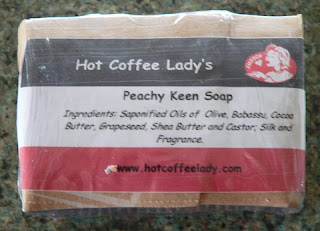 Hot Coffee Lady's
Peachy Keen Soap
Ingredients: Saponified Oils of Olive, Babassu, Cocoa
Butter, Grapeseed, Shea Butter and Castor; Silk and
Fragrance.
www.hotcoffeelady.com